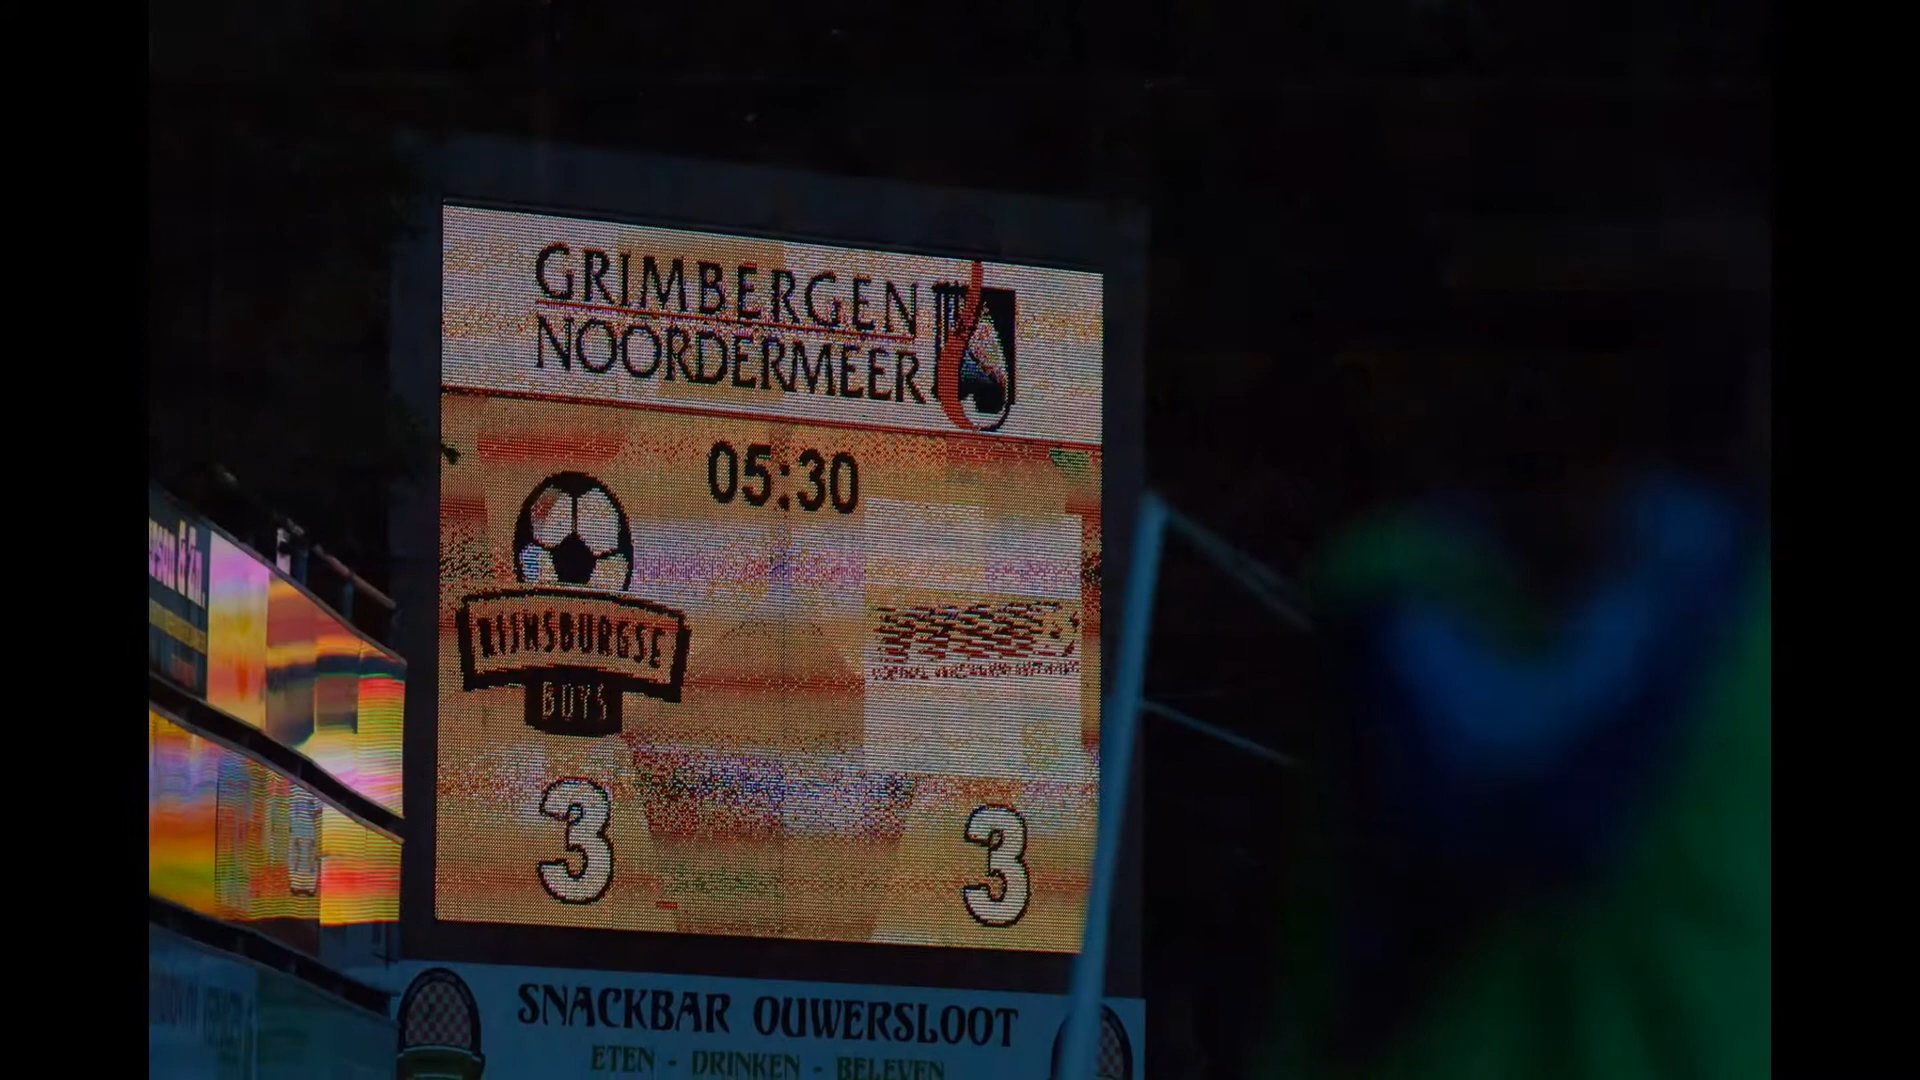 GRIMBERGEN
NOORDERMEER
05:30
RIJNSBURGSE
BOYS
3
3
SNACKBAR OUWERSLOOT
ETEN - DRINKEN - BELEVEN